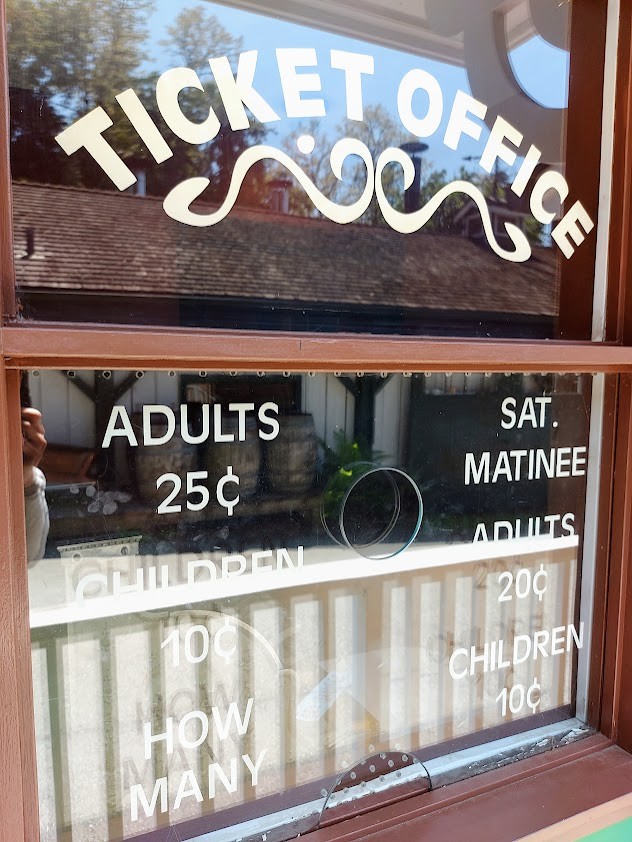 TICKET OFFICE
ADULTS
25¢
CHILDREN
10¢
HOW
MANY
SAT.
MATINEE
ADULTS
20¢
CHILDREN
10¢